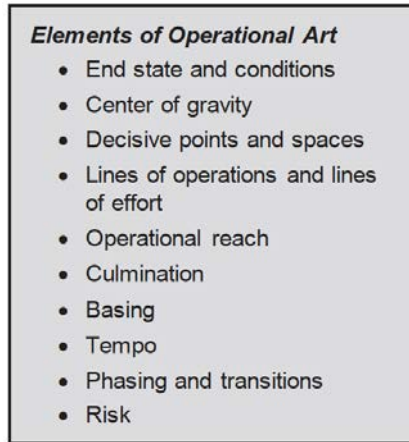 Elements of Operational Art
• End state and conditions
• Center of gravity
• Decisive points and spaces
• Lines of operations and lines
of effort
• Operational reach
• Culmination
• Basing
• Tempo
• Phasing and transitions
• Risk